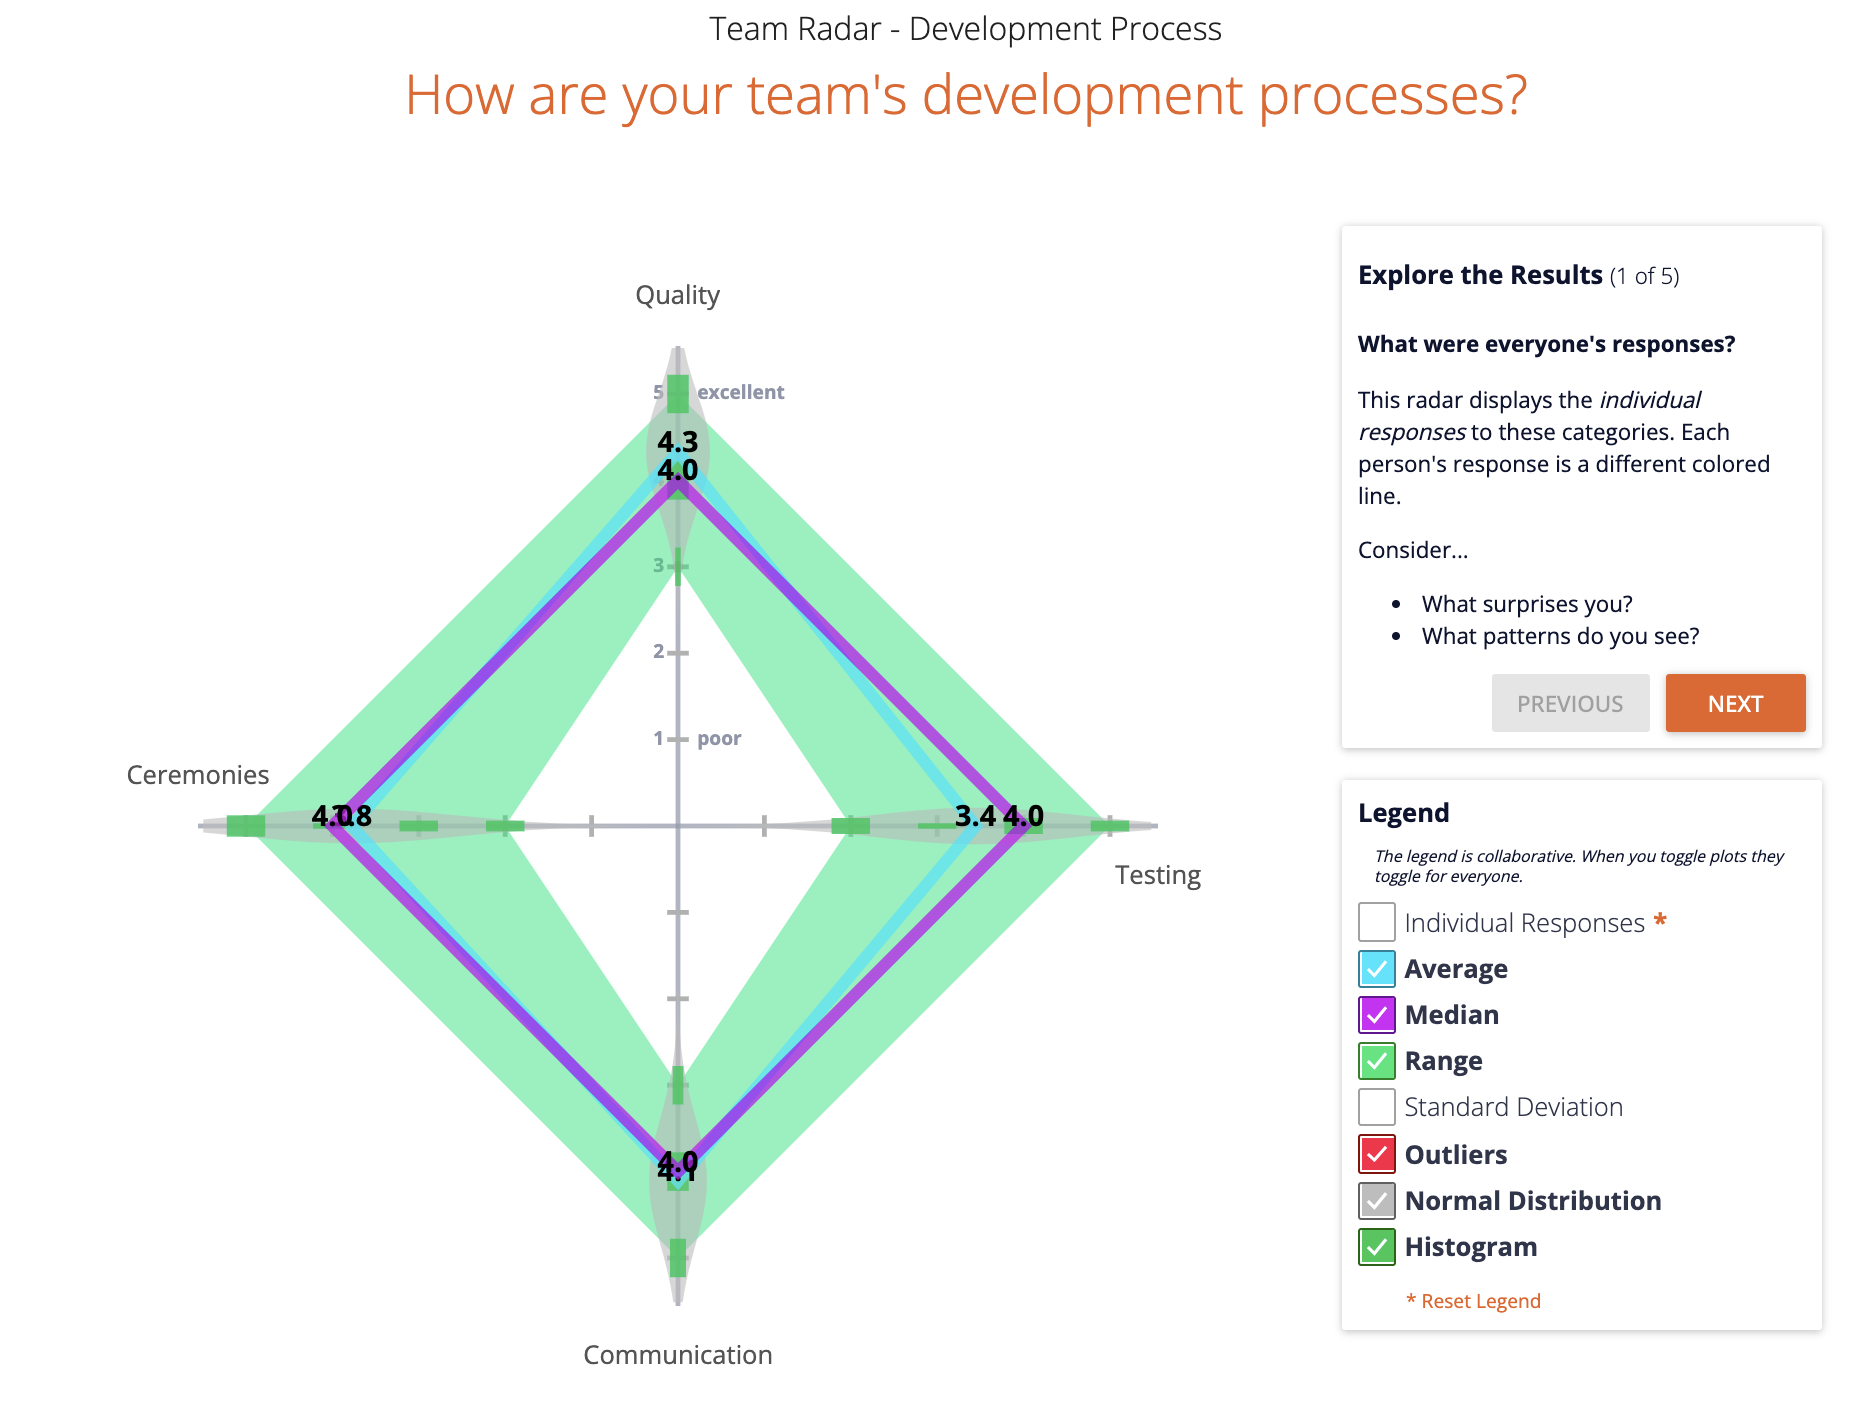 Team Radar - Development Process
How are your team's development processes?
Quality
5 excellent
4.3
4.0
3
2
1 poor
Ceremonies
4.0
3.4 4.0
Testing
4.0
4.1
Communication
Explore the Results (1 of 5)
What were everyone's responses?
This radar displays the individual
responses to these categories. Each
person's response is a different colored
line.
Consider...
• What surprises you?
• What patterns do you see?
PREVIOUS NEXT
Legend
The legend is collaborative. When you toggle plots they
toggle for everyone.
Individual Responses *
Average
Median
Range
Standard Deviation
Outliers
Normal Distribution
Histogram
* Reset Legend